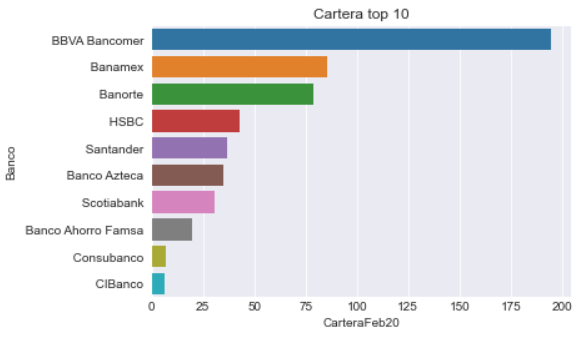 Cartera top 10
BBVA Bancomer
Banamex
Banorte
HSBC
Santander
Banco Azteca
Scotiabank
Banco Ahorro Famsa
Consubanco
CIBanco
Banco
0 25 50 75 100 125 150 175 200
CarteraFeb20